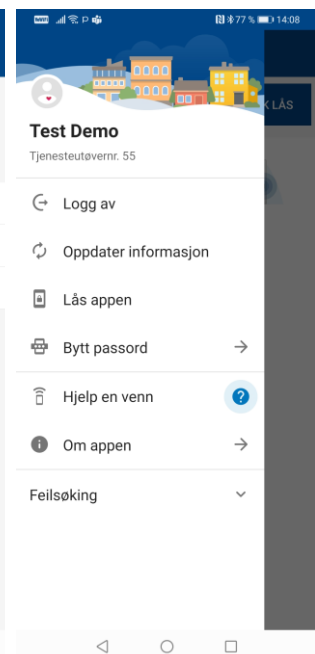 77 % 14:08
K LÅS
Test Demo
Tjenesteutøvernr. 55
Logg av
Oppdater informasjon
Lås appen
Bytt passord
Hjelp en venn
?
Om appen
Feilsøking